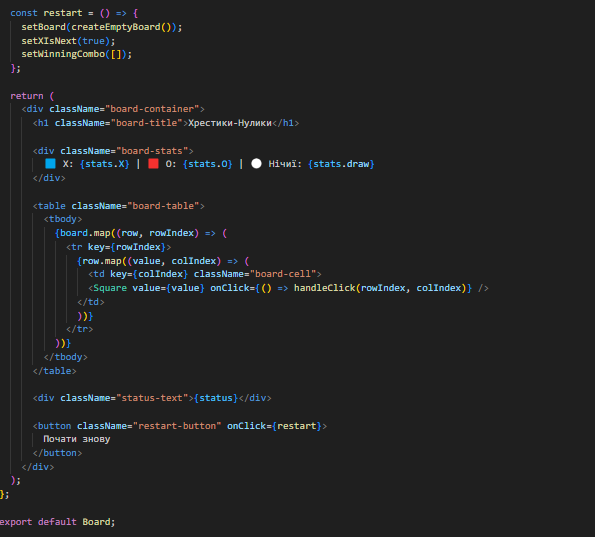 const restart = () => {
setBoard(createEmptyBoard());
setXIsNext(true);
setWinningCombo([]);
};
return (
<div className="board-container">
<h1 className="board-title">Хрестики-Нулики</h1>
<div className="board-stats">
🟦 X: {stats.X} | 🟥 O: {stats.O} | ⚪ Нічиї: {stats.draw}
</div>
<table className="board-table">
<tbody>
{board.map((row, rowIndex) => (
<tr key={rowIndex}>
{row.map((value, colIndex) => (
<td key={colIndex} className="board-cell">
<Square value={value} onClick={() => handleClick(rowIndex, colIndex)} />
</td>
))}
</tr>
))}
</tbody>
</table>
<div className="status-text">{status}</div>
<button className="restart-button" onClick={restart}>
Почати знову
</button>
</div>
);
};
export default Board;